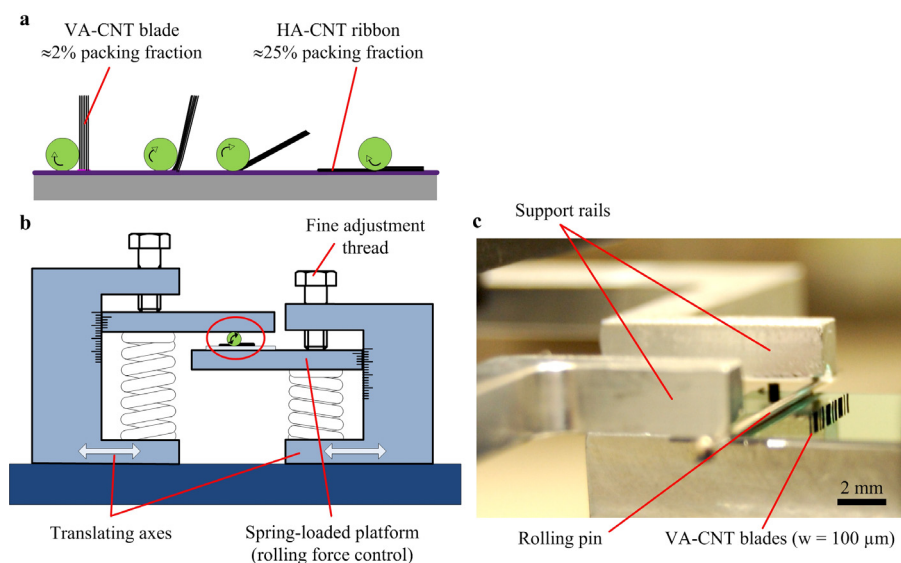 a
VA-CNT blade
≈2% packing fraction
HA-CNT ribbon
≈25% packing fraction
b
Fine adjustment
thread
Translating axes
Spring-loaded platform
(rolling force control)
c
Support rails
2 mm
Rolling pin
VA-CNT blades (w = 100 µm)